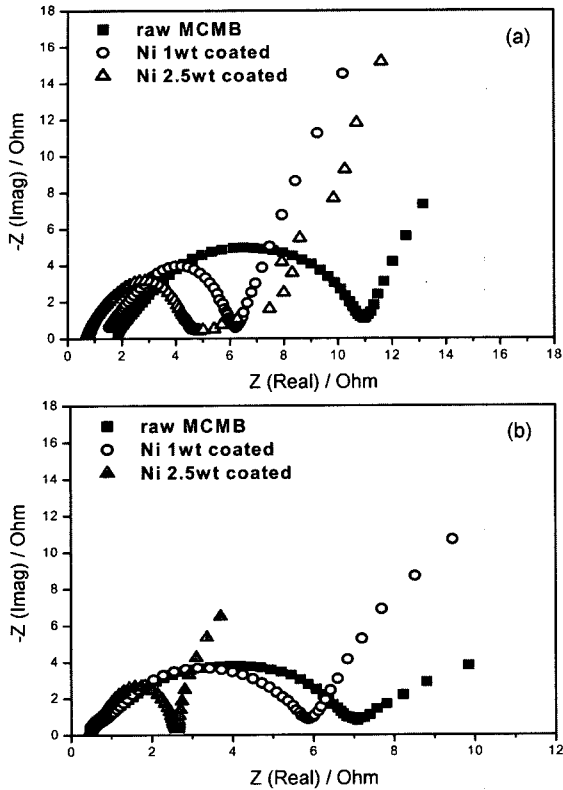 raw MCMB
Ni 1wt coated
Ni 2.5wt coated
(a)
18
16
14
12
10
8
6
4
2
0
-Z (Imag) / Ohm
0 2 4 6 8 10 12 14 16 18
Z (Real) / Ohm
raw MCMB
Ni 1wt coated
Ni 2.5wt coated
(b)
18
16
14
12
10
8
6
4
2
0
-Z (Imag) / Ohm
0 2 4 6 8 10 12
Z (Real) / Ohm